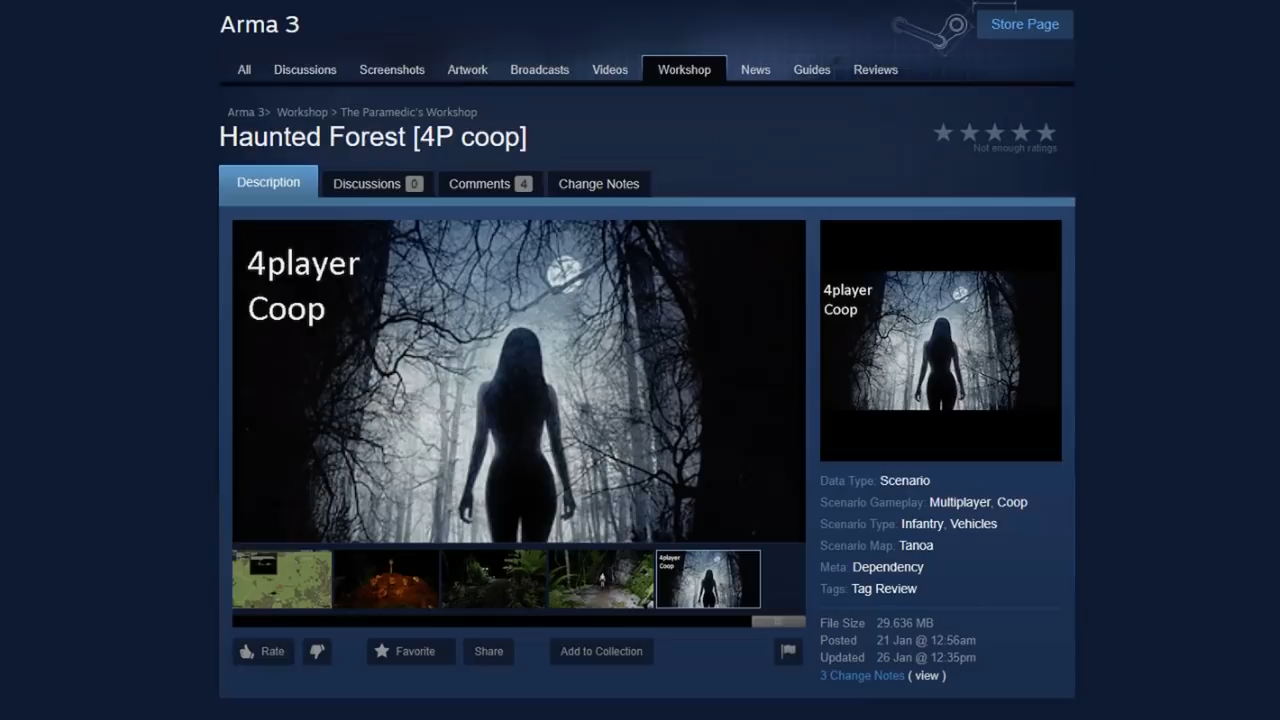 Arma 3
Store Page
All Discussions Screenshots Artwork Broadcasts Videos Workshop News Guides Reviews
Arma 3> Workshop > The Paramedic's Workshop
Haunted Forest [4P coop]
Not enough ratings
Description Discussions 0 Comments 4 Change Notes
4player
Coop
4player
Coop
Data Type: Scenario
Scenario Gameplay: Multiplayer, Coop
Scenario Type: Infantry, Vehicles
Scenario Map: Tanoa
Meta: Dependency
Tags: Tag Review
4player
Coop
File Size 29.636 MB
Posted 21 Jan @ 12:56am
Updated 26 Jan @ 12:35pm
3 Change Notes ( view )
Rate Favorite Share Add to Collection